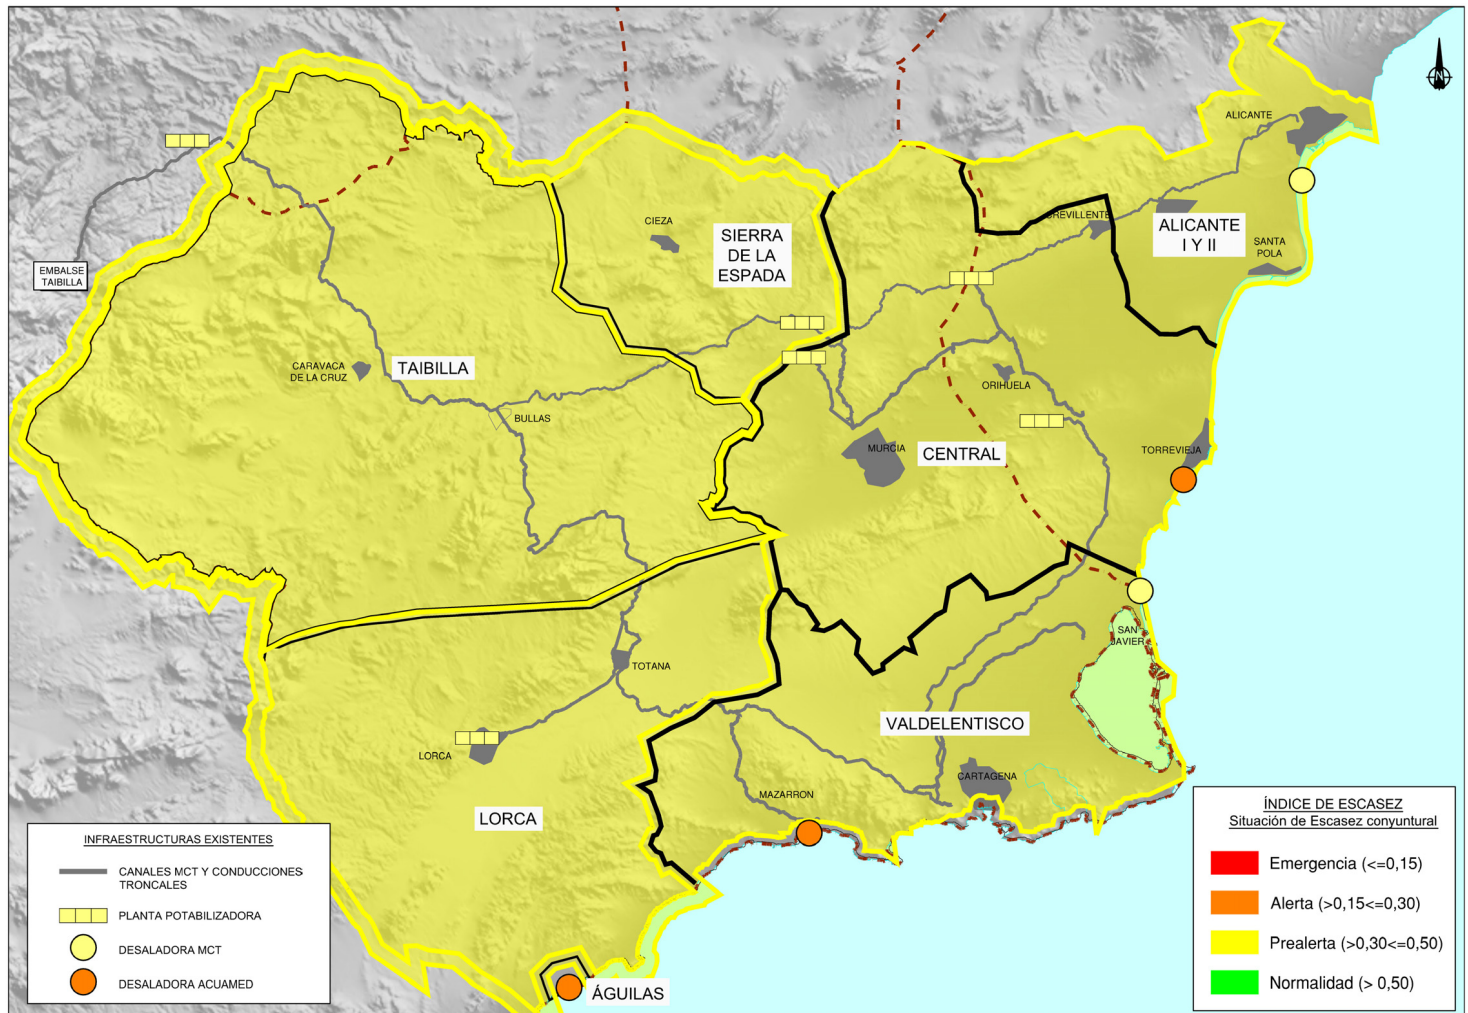 N
ALICANTE
CIEZA
SIERRA
DE LA
ESPADA
CREVILLENTE
ALICANTE
I Y II
SANTA
POLA
EMBALSE
TAIBILLA
CARAVACA
DE LA CRUZ
TAIBILLA
BULLAS
ORIHUELA
MURCIA
CENTRAL
TORREVIEJA
SAN
JAVIER
TOTANA
LORCA
VALDELENTISCO
CARTAGENA
MAZARRON
LORCA
ÁGUILAS
INFRAESTRUCTURAS EXISTENTES
CANALES MCT Y CONDUCCIONES
TRONCALES
PLANTA POTABILIZADORA
DESALADORA MCT
DESALADORA ACUAMED
ÍNDICE DE ESCASEZ
Situación de Escasez conyuntural
Emergencia (<=0,15)
Alerta (>0,15<=0,30)
Prealerta (>0,30<=0,50)
Normalidad (> 0,50)